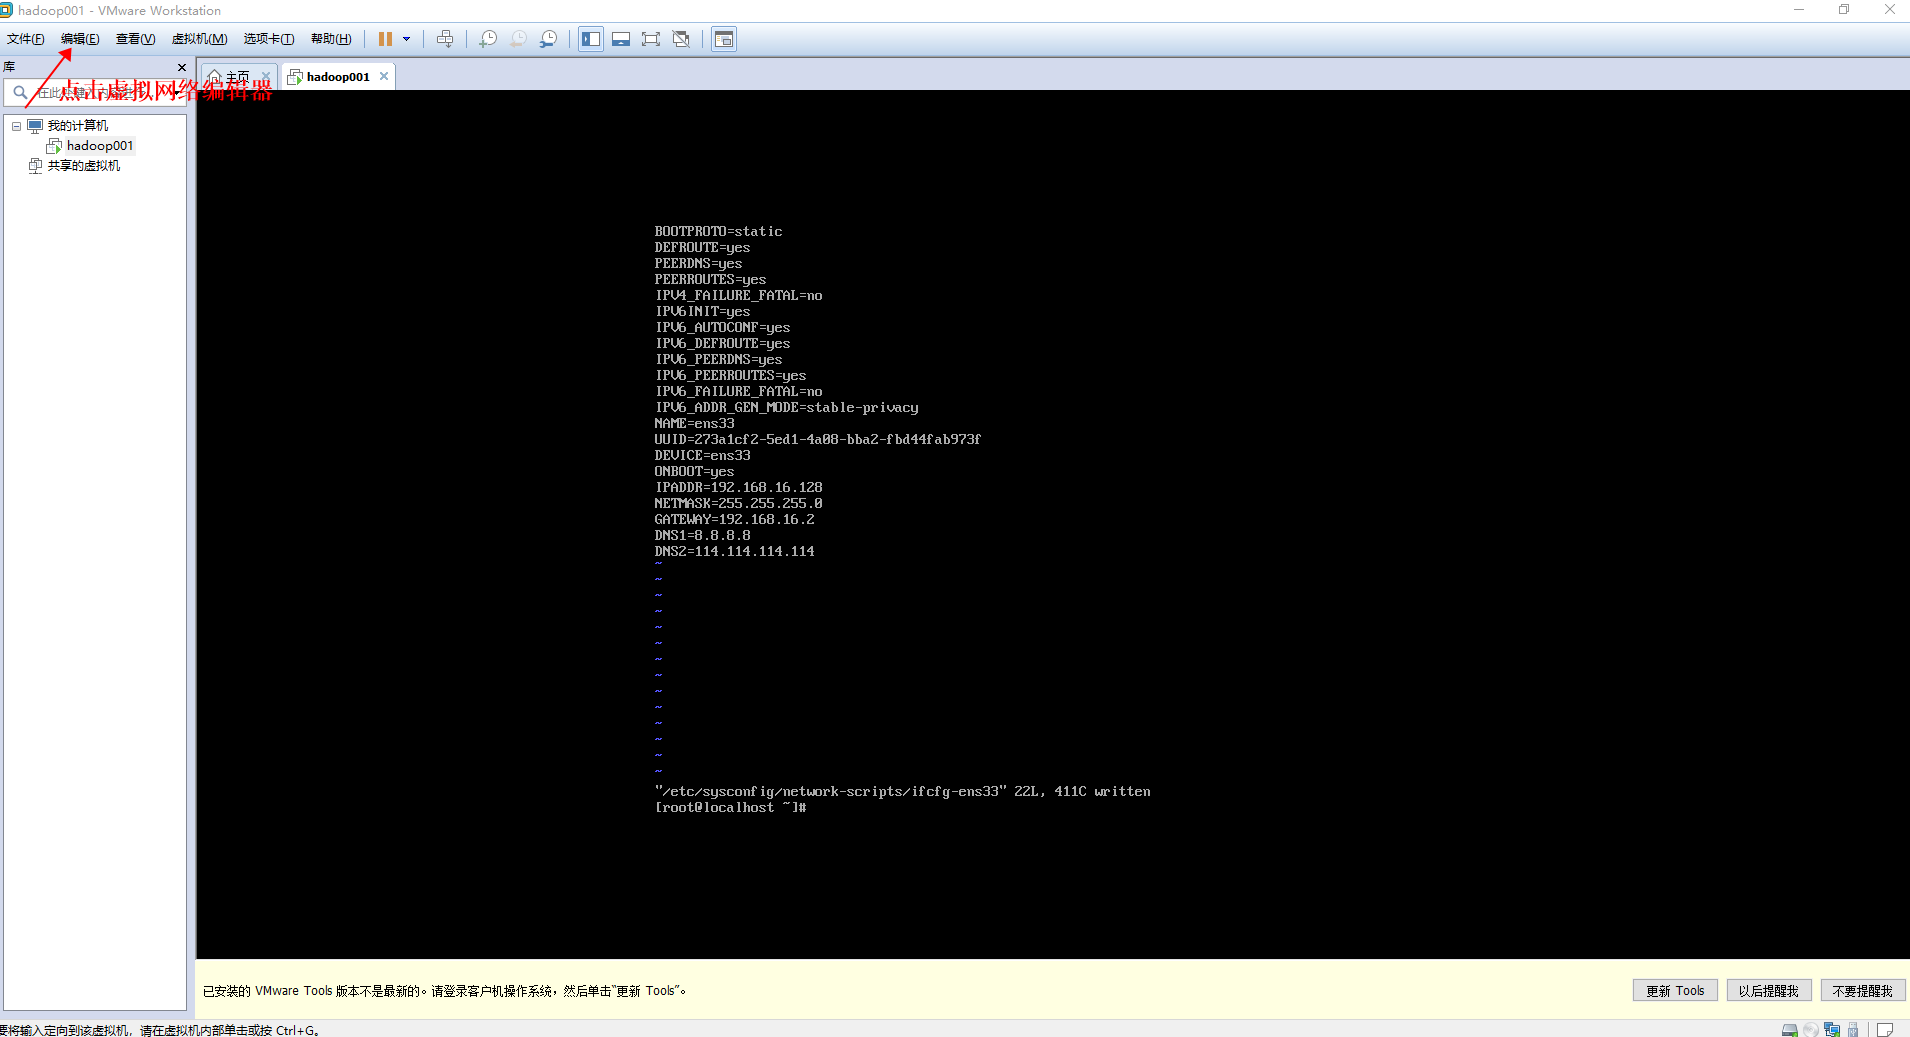 hadoop001 - VMware Workstation
文件(F) 编辑(E) 查看(V) 虚拟机(M) 选项卡(T) 帮助(H)
库
主页
hadoop001
点击虚拟网络编辑器
我的计算机
hadoop001
共享的虚拟机
BOOTPROTO=static
DEFROUTE=yes
PEERDNS=yes
PEERROUTES=yes
IPV4_FAILURE_FATAL=no
IPV6INIT=yes
IPV6_AUTOCONF=yes
IPV6_DEFROUTE=yes
IPV6_PEERDNS=yes
IPV6_PEERROUTES=yes
IPV6_FAILURE_FATAL=no
IPV6_ADDR_GEN_MODE=stable-privacy
NAME=ens33
UUID=273a1cf2-5ed1-4a08-bba2-fbd44fab973f
DEVICE=ens33
ONBOOT=yes
IPADDR=192.168.16.128
NETMASK=255.255.255.0
GATEWAY=192.168.16.2
DNS1=8.8.8.8
DNS2=114.114.114.114
~
~
~
~
~
~
~
~
~
~
~
~
~
~
"/etc/sysconfig/network-scripts/ifcfg-ens33" 22L, 411C written
[root@localhost ~]#
已安装的 VMware Tools 版本不是最新的。请登录客户机操作系统，然后单击“更新 Tools”。
更新 Tools
以后提醒我
不要提醒我
要将输入定向到该虚拟机，请在虚拟机内部单击或按 Ctrl+G。